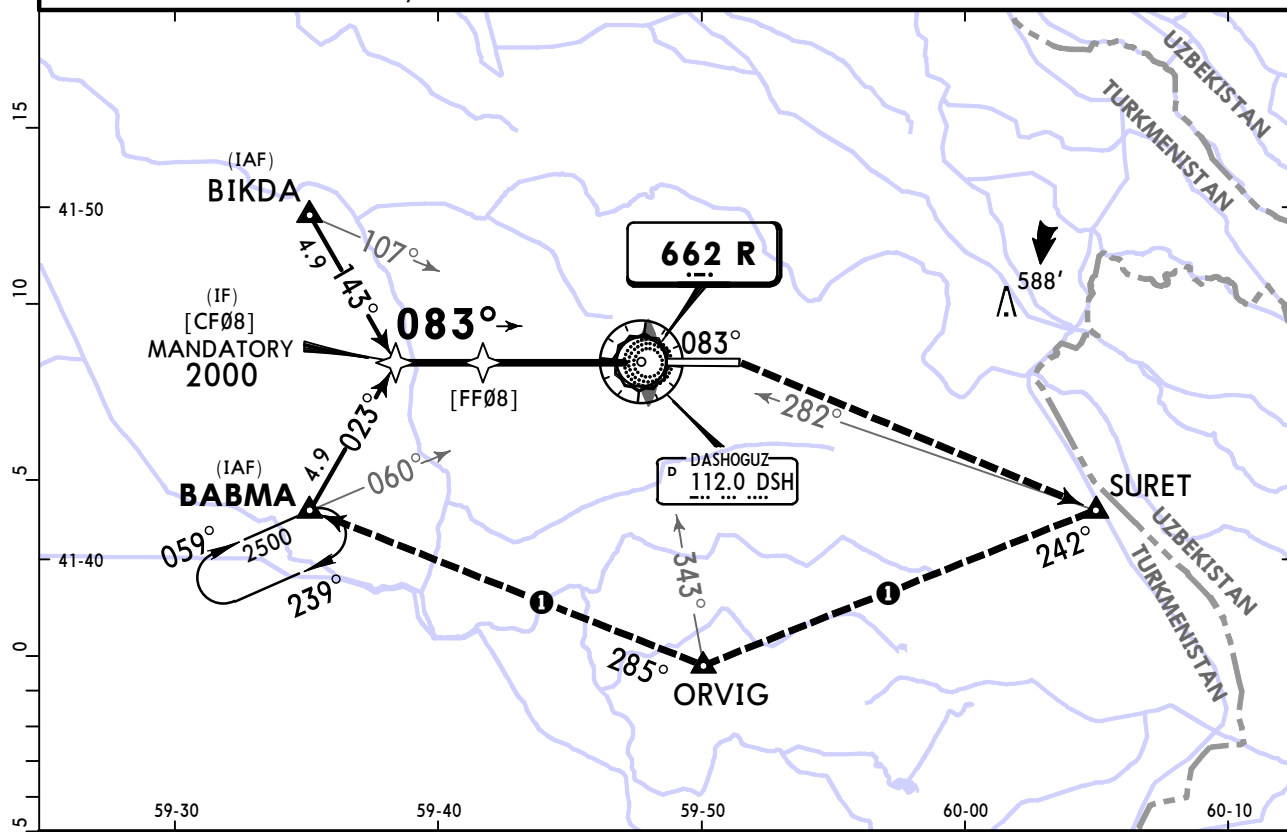 UZBEKISTAN
TURKMENISTAN
15
(IAF)
BIKDA
41-50
107°
4.9
143°
662 R
588'
10
(IF)
[CFØ8]
MANDATORY
2000
083°
083°
[FFØ8]
282°
023°
4.9
060°
DASHOGUZ
D
112.0 DSH
5
(IAF)
BABMA
SURET
059°
2500
239°
41-40
242°
UZBEKISTAN
TURKMENISTAN
343°
1
1
0
285°
ORVIG
5
59-30
59-40
59-50
60-00
60-10